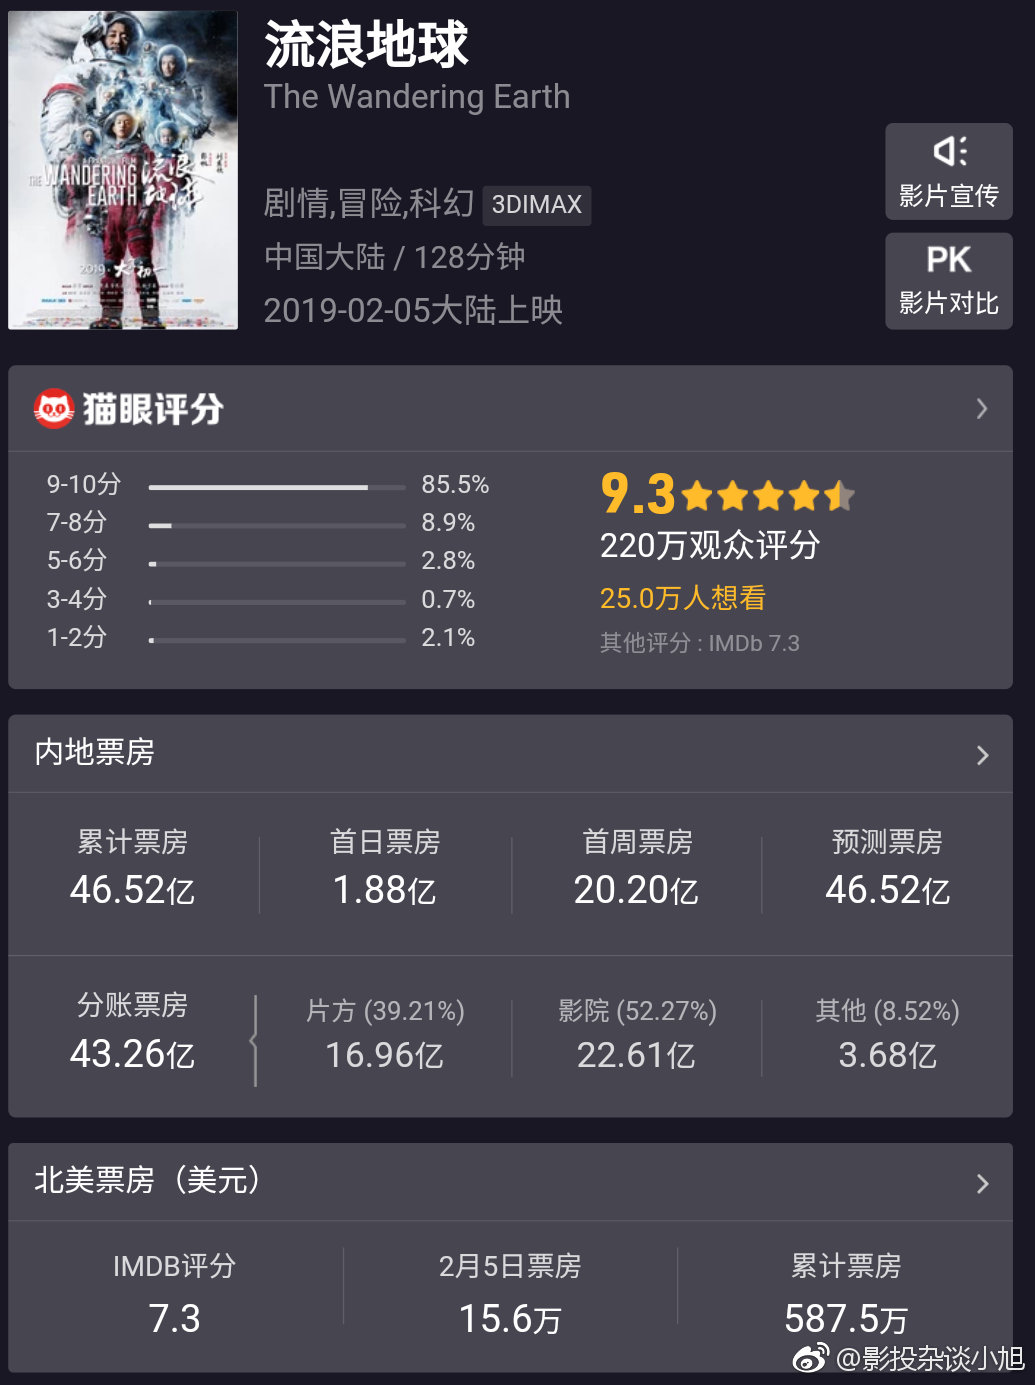 流浪地球
The Wandering Earth
THE WANDERING EARTH
流浪地球
2019·大年初一
剧情,冒险,科幻 3DIMAX
中国大陆 / 128分钟
2019-02-05大陆上映
影片宣传
PK
影片对比
猫眼评分
9-10分 85.5%
7-8分 8.9%
5-6分 2.8%
3-4分 0.7%
1-2分 2.1%
9.3
220万观众评分
25.0万人想看
其他评分 : IMDb 7.3
内地票房
累计票房 首日票房 首周票房 预测票房
46.52亿 1.88亿 20.20亿 46.52亿
分账票房 片方 (39.21%) 影院 (52.27%) 其他 (8.52%)
43.26亿 16.96亿 22.61亿 3.68亿
北美票房（美元）
IMDB评分 2月5日票房 累计票房
7.3 15.6万 587.5万
@影投杂谈小旭